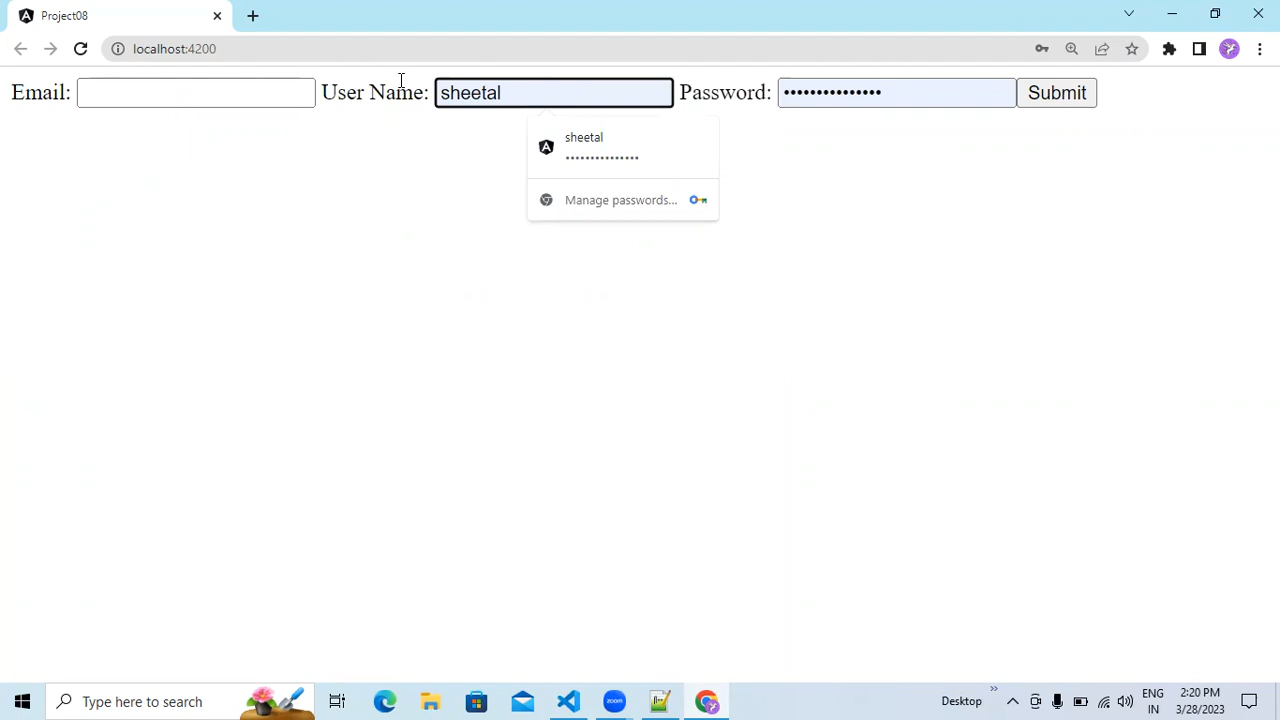 Project08
localhost:4200
Email:
User Name: sheetal
Password: •••••••••••••••
Submit
sheetal
•••••••••••••••
Manage passwords...
Type here to search
zoom
Desktop
ENG
IN
2:20 PM
3/28/2023